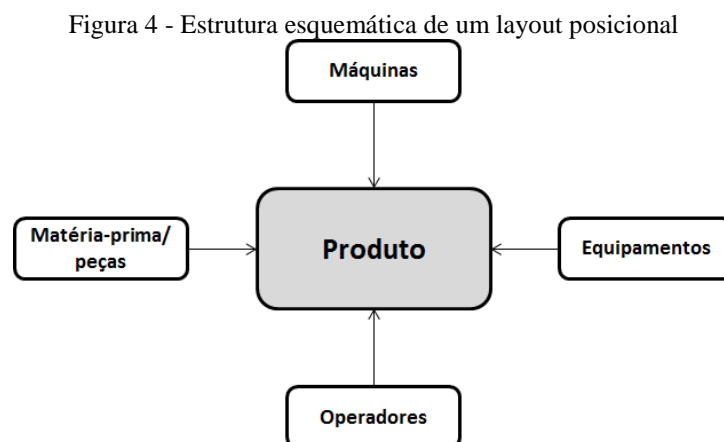 Figura 4 - Estrutura esquemática de um layout posicional
Máquinas
Matéria-prima/
peças
Produto
Equipamentos
Operadores